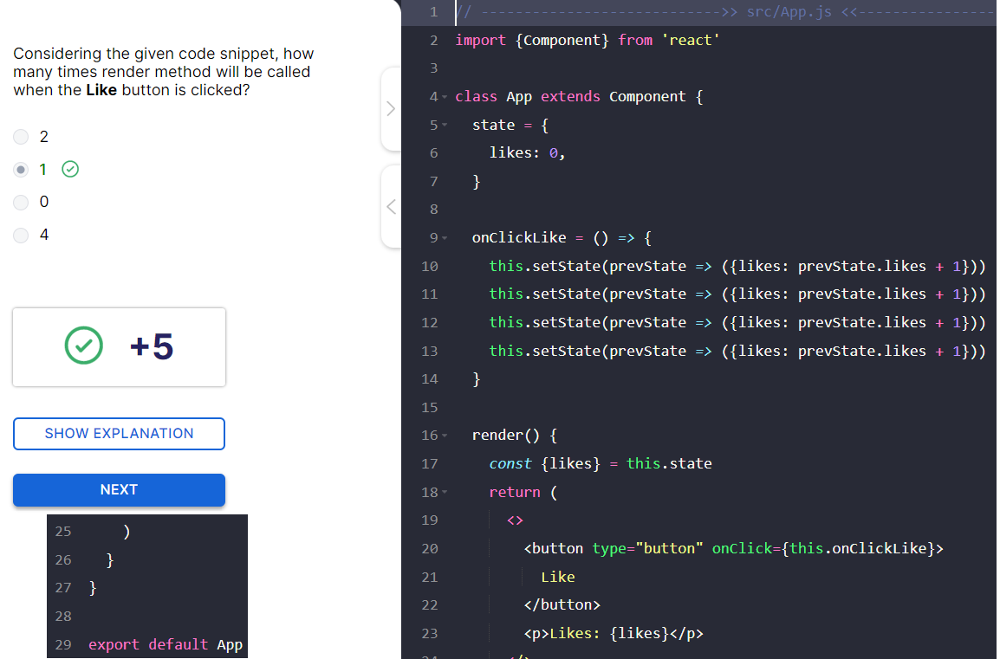 Considering the given code snippet, how
many times render method will be called
when the Like button is clicked?
2
1
0
4
+5
SHOW EXPLANATION
NEXT
1 // ---------------------------->> src/App.js <<----------------
2 import {Component} from 'react'
3
4 class App extends Component {
5 state = {
6 likes: 0,
7 }
8
9 onClickLike = () => {
10 this.setState(prevState => ({likes: prevState.likes + 1}))
11 this.setState(prevState => ({likes: prevState.likes + 1}))
12 this.setState(prevState => ({likes: prevState.likes + 1}))
13 this.setState(prevState => ({likes: prevState.likes + 1}))
14 }
15
16 render() {
17 const {likes} = this.state
18 return (
19 <>
20 <button type="button" onClick={this.onClickLike}>
21 Like
22 </button>
23 <p>Likes: {likes}</p>
25 )
26 }
27 }
28
29 export default App